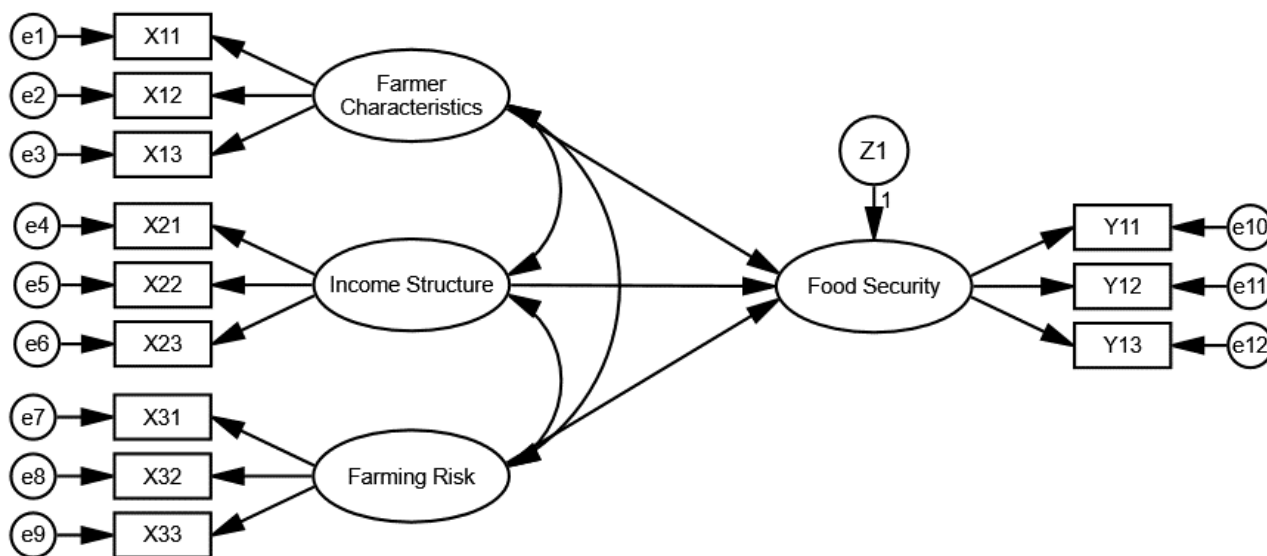 e1
X11
e2
X12
e3
X13
Farmer
Characteristics
e4
X21
e5
X22
e6
X23
Income Structure
e7
X31
e8
X32
e9
X33
Farming Risk
Z1
1
Food Security
Y11
e10
Y12
e11
Y13
e12